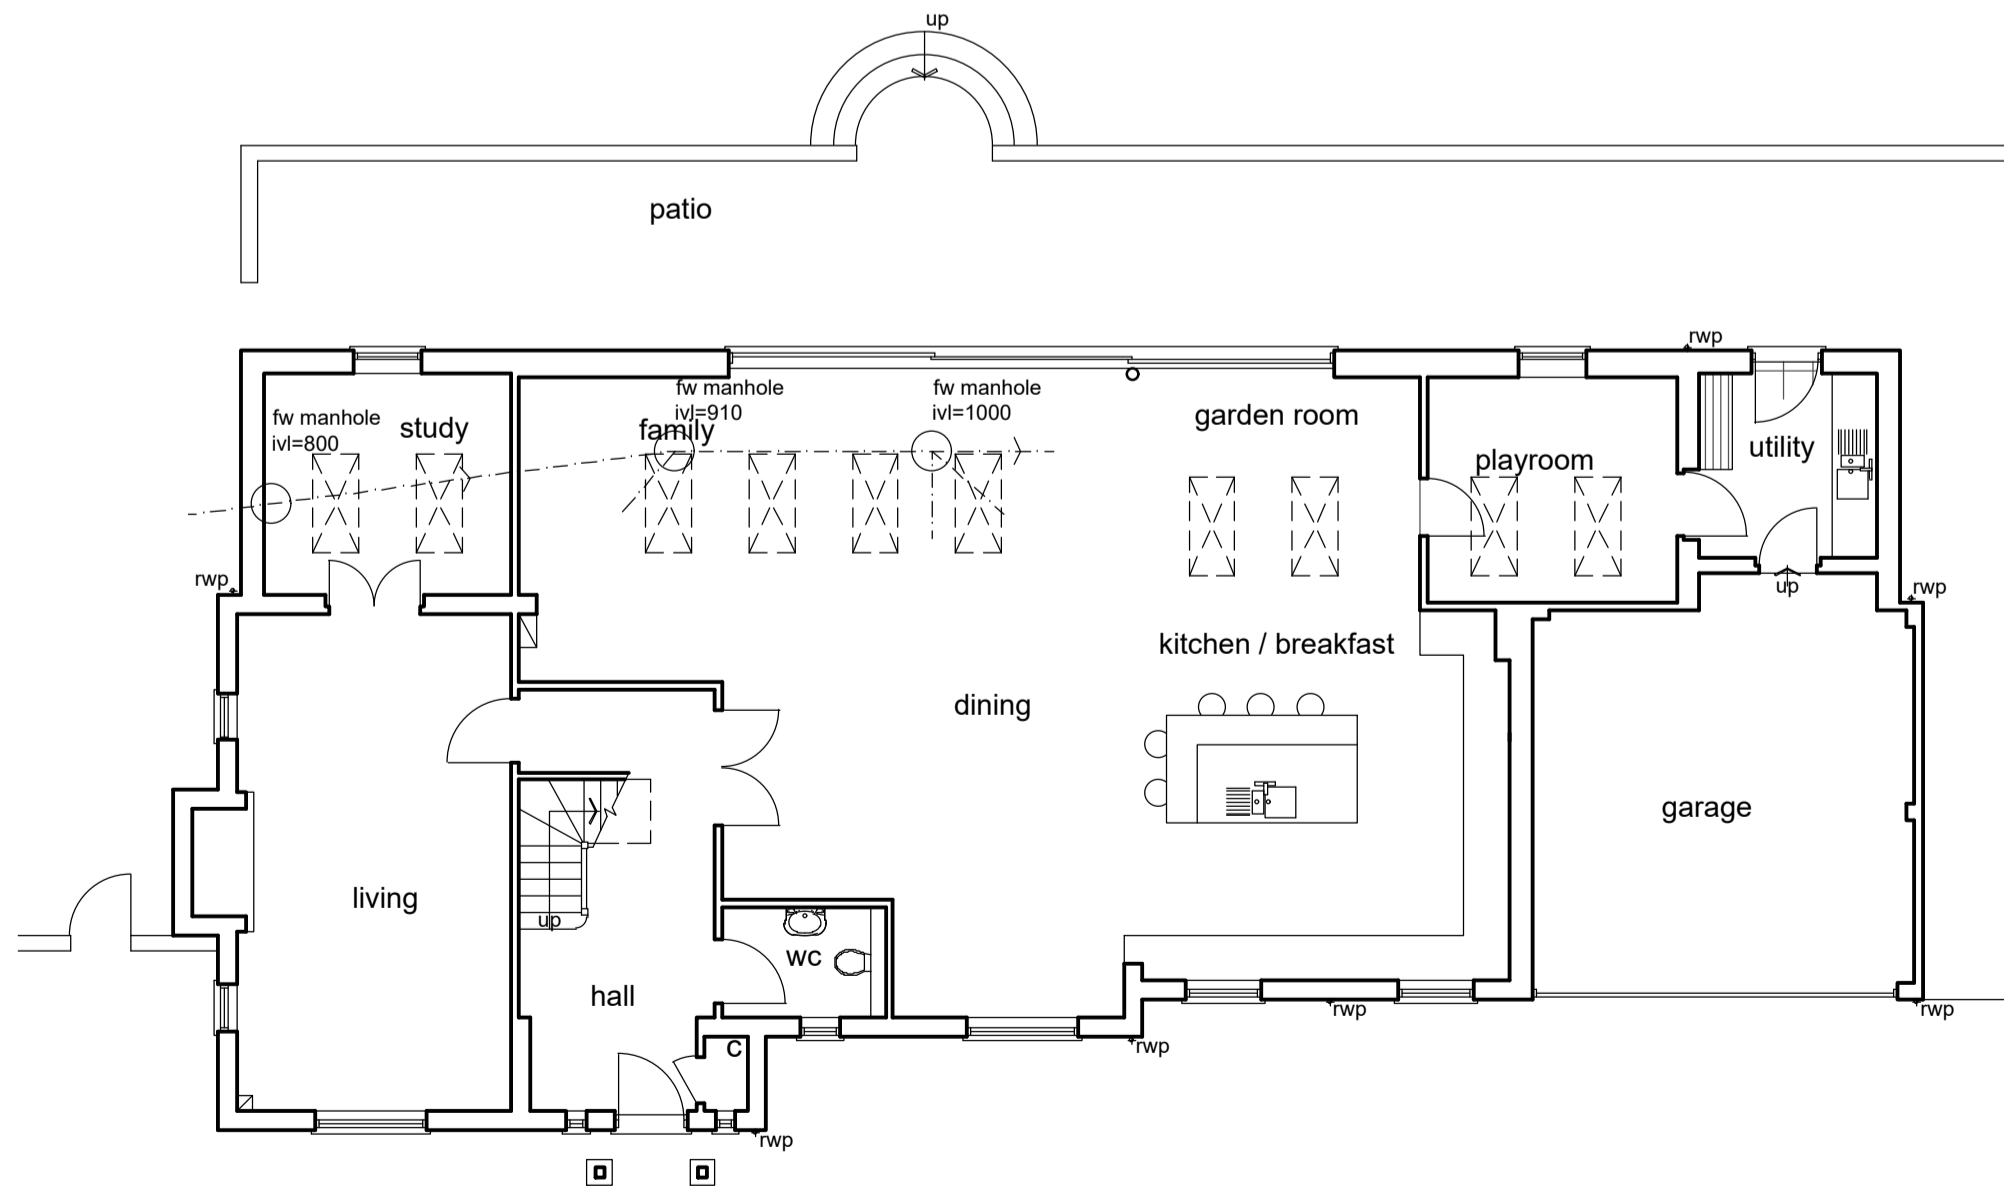 up
patio
rwp
fw manhole
ivl=910
fw manhole
ivl=1000
fw manhole
ivl=800
study
family
garden room
playroom
utility
rwp
up
rwp
kitchen / breakfast
dining
garage
living
up
wc
hall
c
rwp
rwp
rwp
rwp